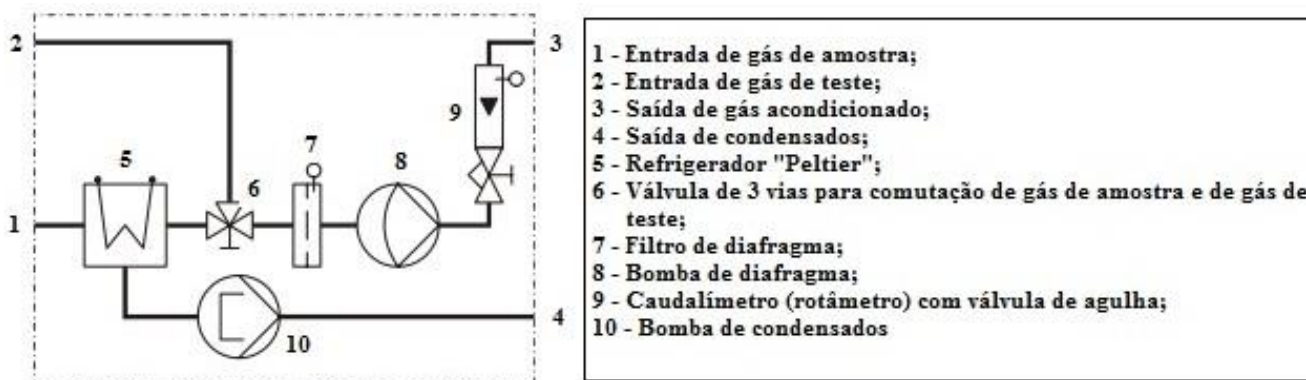 2
3
1 - Entrada de gás de amostra;
2 - Entrada de gás de teste;
3 - Saída de gás acondicionado;
4 - Saída de condensados;
5 - Refrigerador "Peltier";
6 - Válvula de 3 vias para comutação de gás de amostra e de gás de
teste;
7 - Filtro de diafragma;
8 - Bomba de diafragma;
9 - Caudalímetro (rotâmetro) com válvula de agulha;
10 - Bomba de condensados
9
5
7
8
6
1
4
10